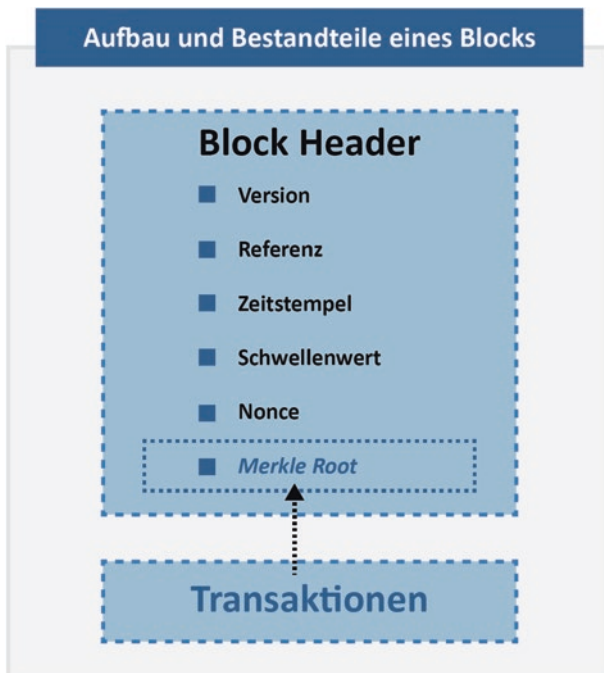 Aufbau und Bestandteile eines Blocks
Block Header
Version
Referenz
Zeitstempel
Schwellenwert
Nonce
Merkle Root
Transaktionen